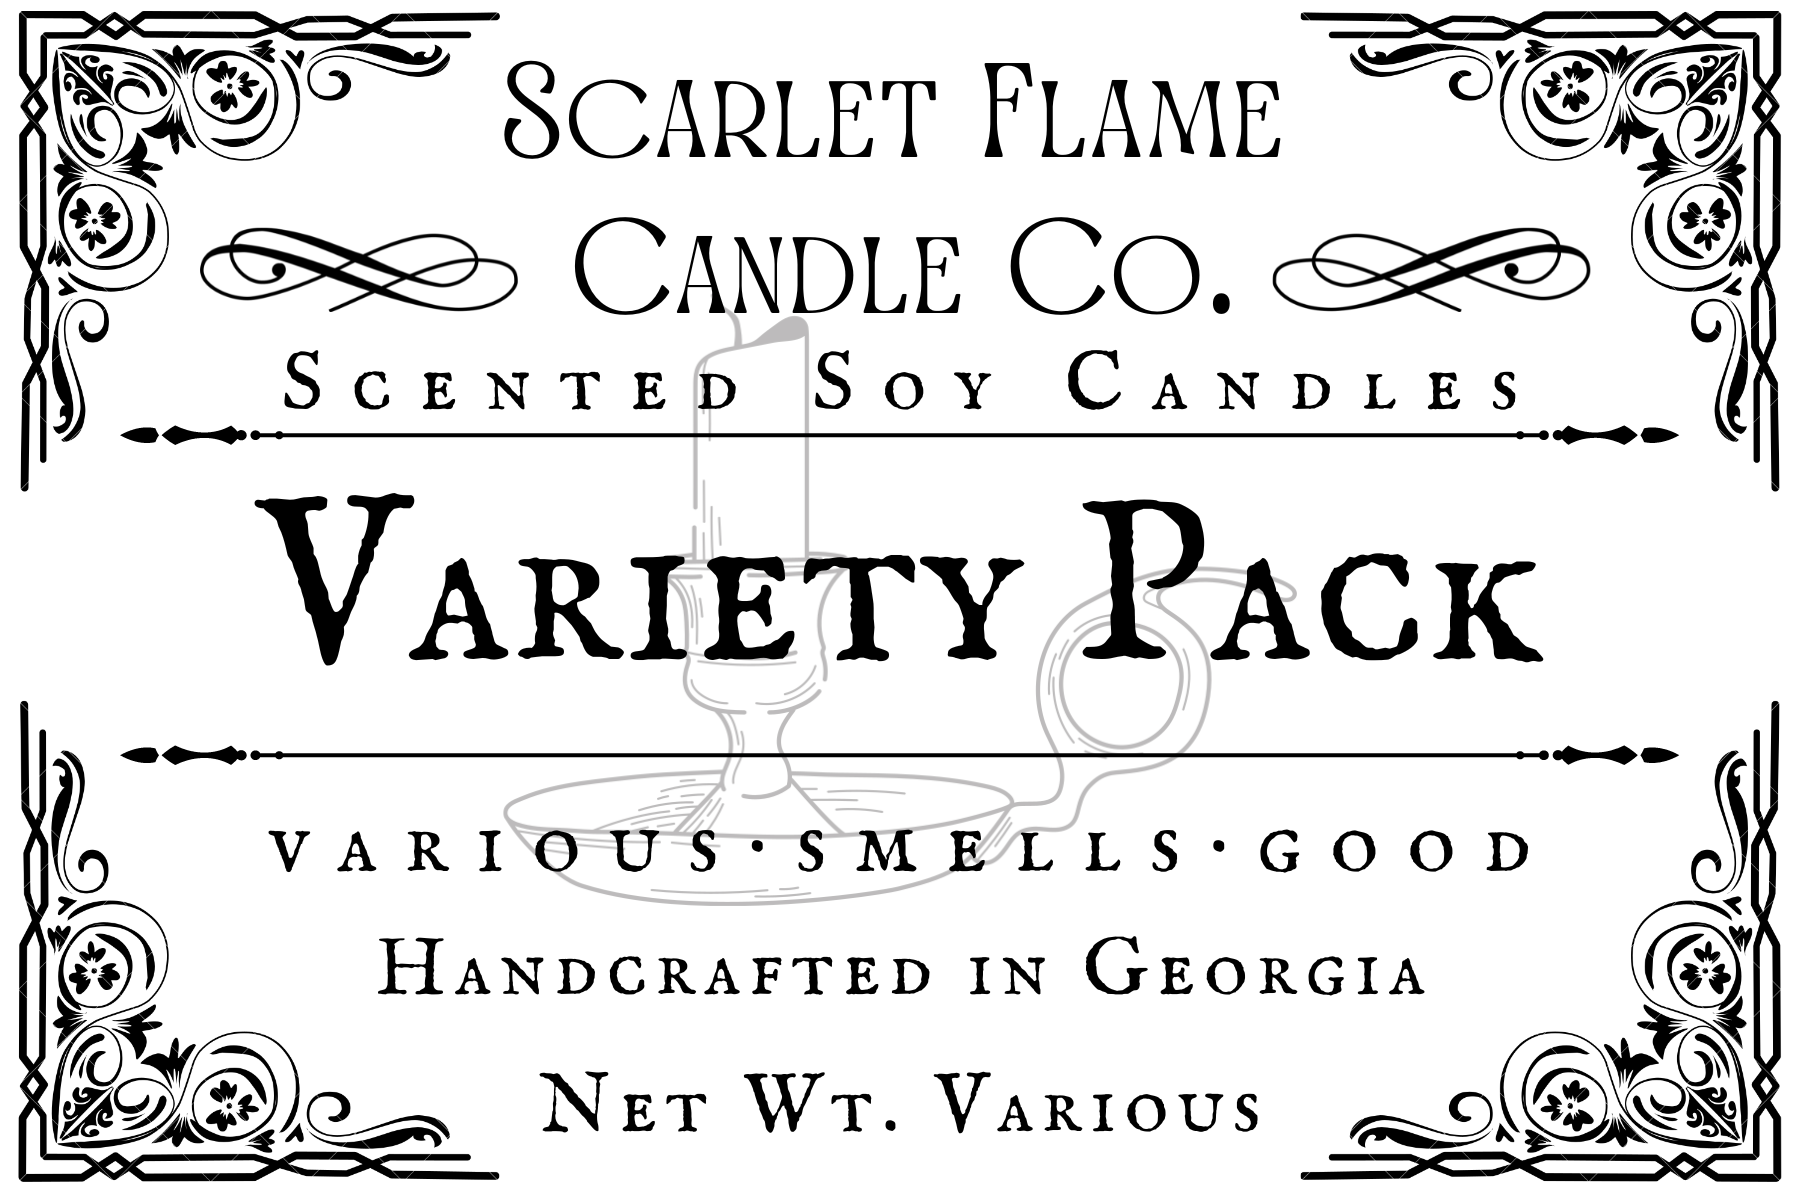 Scarlet Flame
Candle Co.
Scented Soy Candles
Variety Pack
various·smells·good
Handcrafted in Georgia
Net Wt. Various